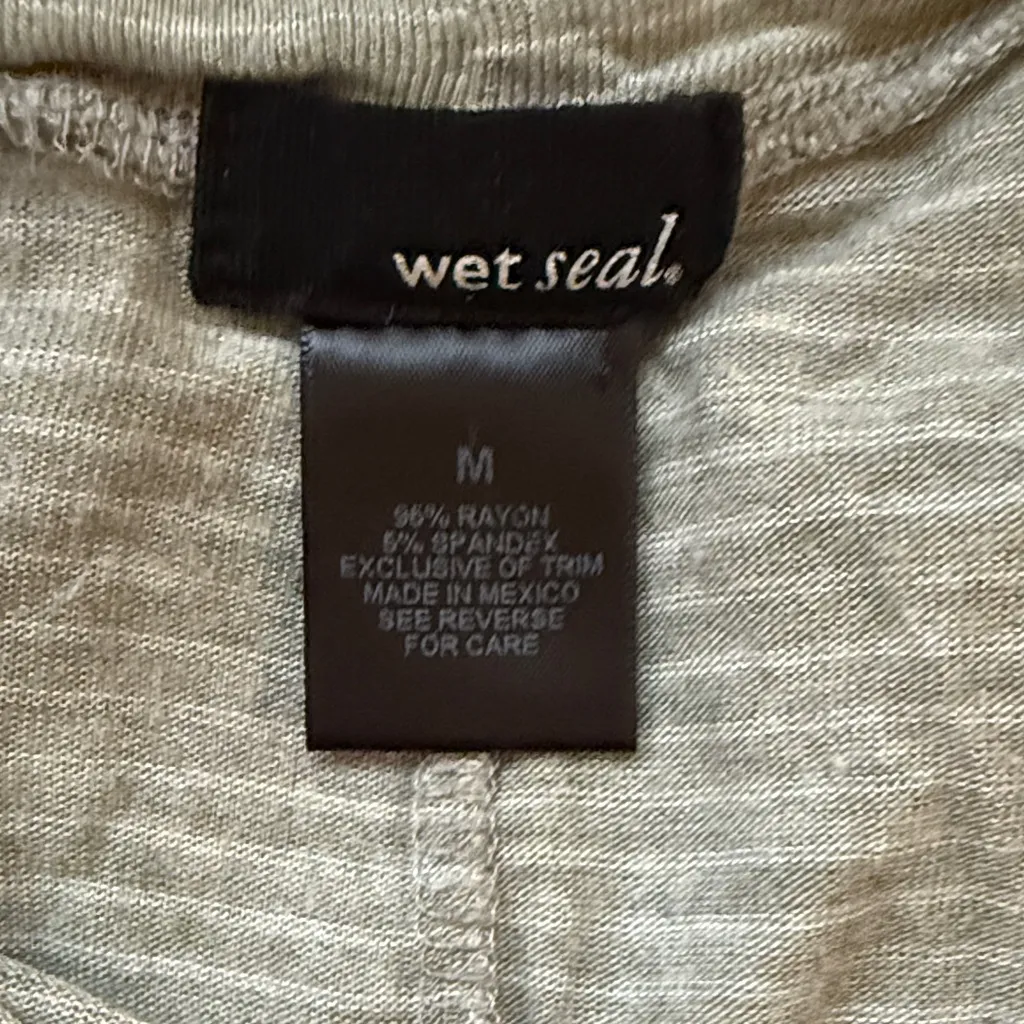 wet seal®
M
95% RAYON
5% SPANDEX
EXCLUSIVE OF TRIM
MADE IN MEXICO
SEE REVERSE
FOR CARE